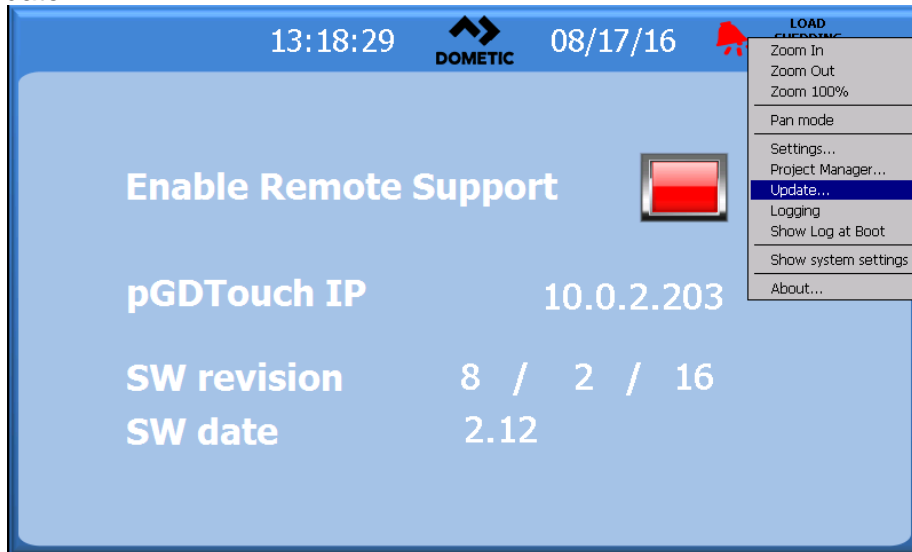 13:18:29 DOMETIC 08/17/16 LOAD
Zoom In
Zoom Out
Zoom 100%
Pan mode
Settings...
Project Manager...
Update...
Logging
Show Log at Boot
Show system settings
About...
Enable Remote Support
pGDTouch IP 10.0.2.203
SW revision 8 / 2 / 16
SW date 2.12